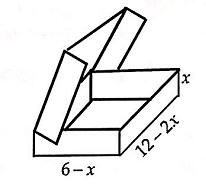 x
12 – 2x
6 – x